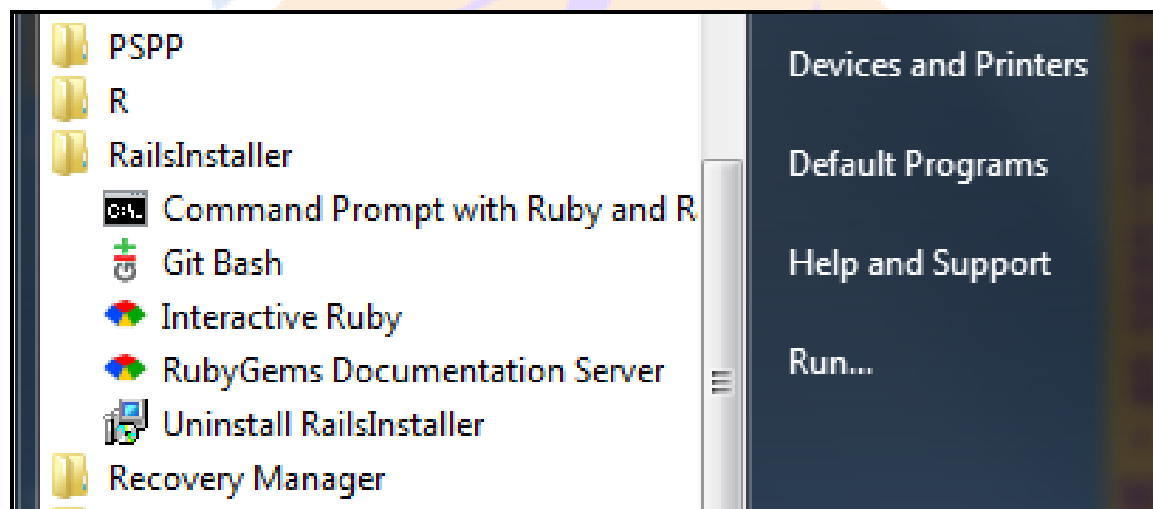 PSPP
R
RailsInstaller
C:\.
Command Prompt with Ruby and R
Git Bash
Interactive Ruby
RubyGems Documentation Server
Uninstall RailsInstaller
Recovery Manager
Devices and Printers
Default Programs
Help and Support
Run...